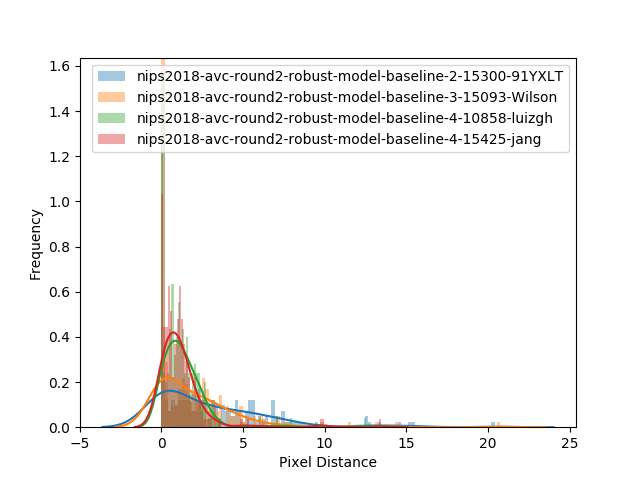 nips2018-avc-round2-robust-model-baseline-2-15300-91YXLT
nips2018-avc-round2-robust-model-baseline-3-15093-Wilson
nips2018-avc-round2-robust-model-baseline-4-10858-luizgh
nips2018-avc-round2-robust-model-baseline-4-15425-jang
1.6
1.4
1.2
1.0
0.8
0.6
0.4
0.2
0.0
Frequency
−5 0 5 10 15 20 25
Pixel Distance